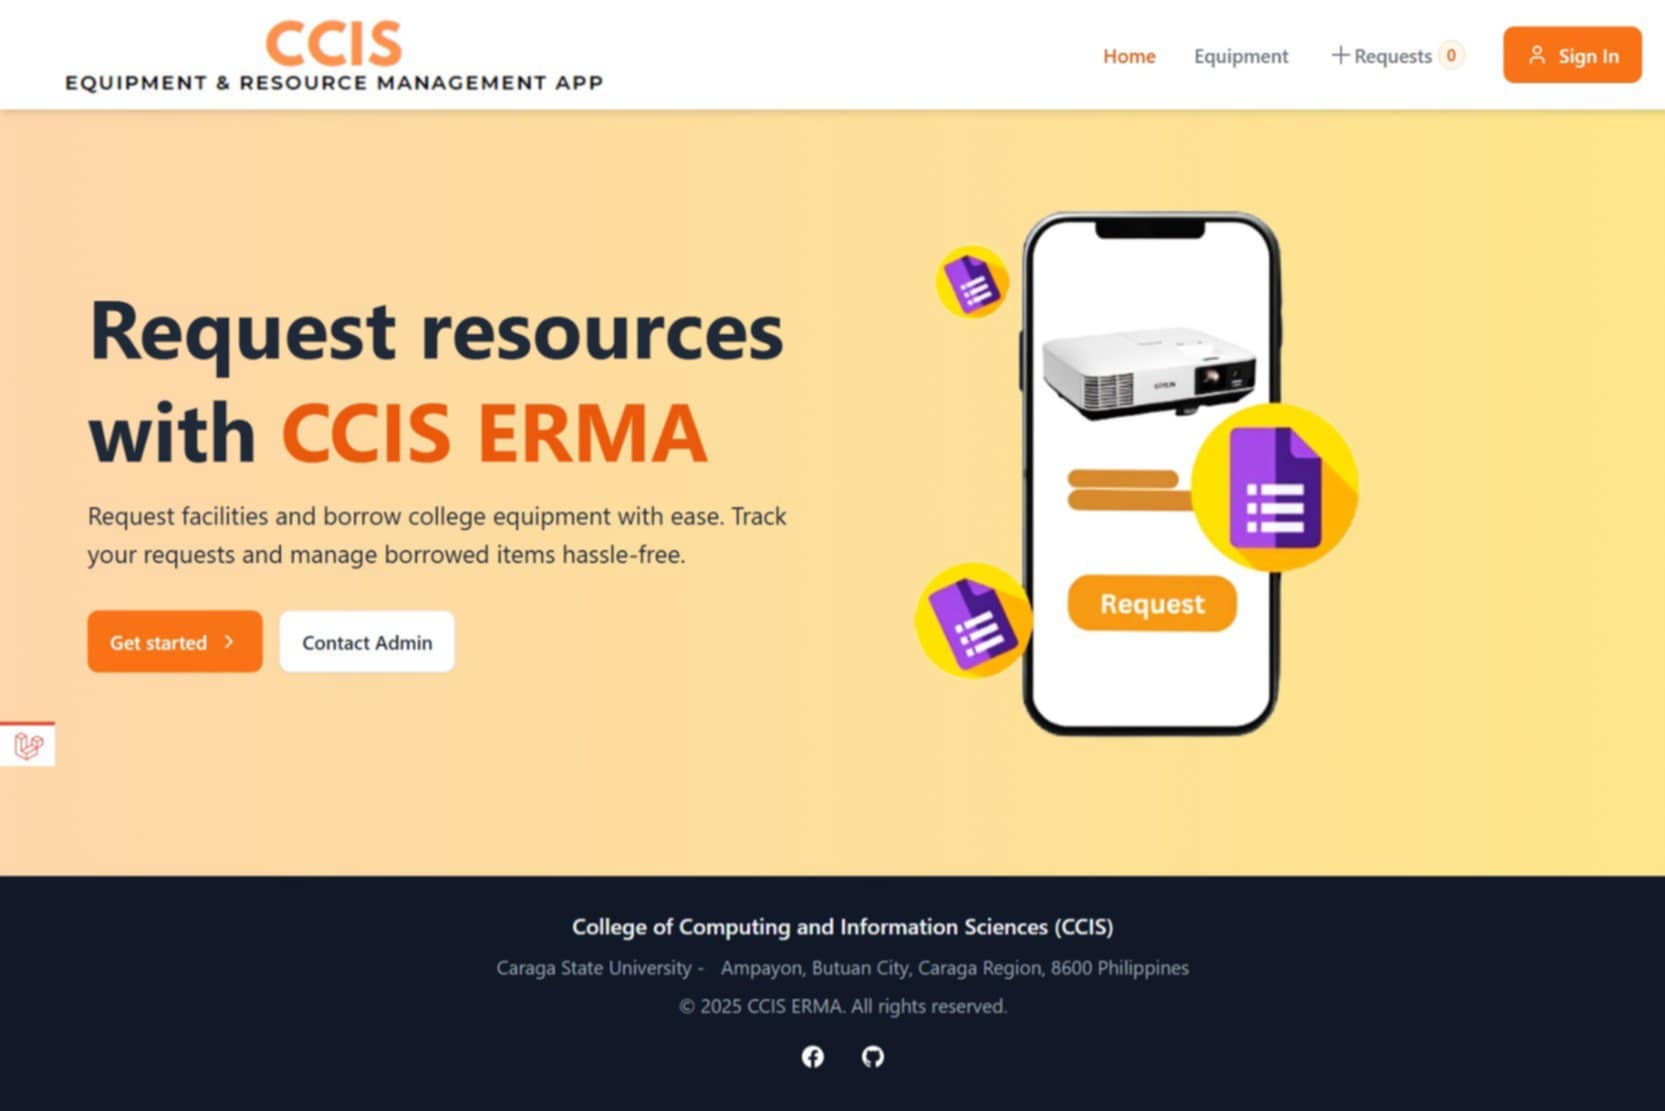 CCIS
EQUIPMENT & RESOURCE MANAGEMENT APP
Home
Equipment
Requests 0
Sign In
Request resources
with CCIS ERMA
Request facilities and borrow college equipment with ease. Track
your requests and manage borrowed items hassle-free.
Get started
Contact Admin
Request
College of Computing and Information Sciences (CCIS)
Caraga State University - Ampayon, Butuan City, Caraga Region, 8600 Philippines
© 2025 CCIS ERMA. All rights reserved.